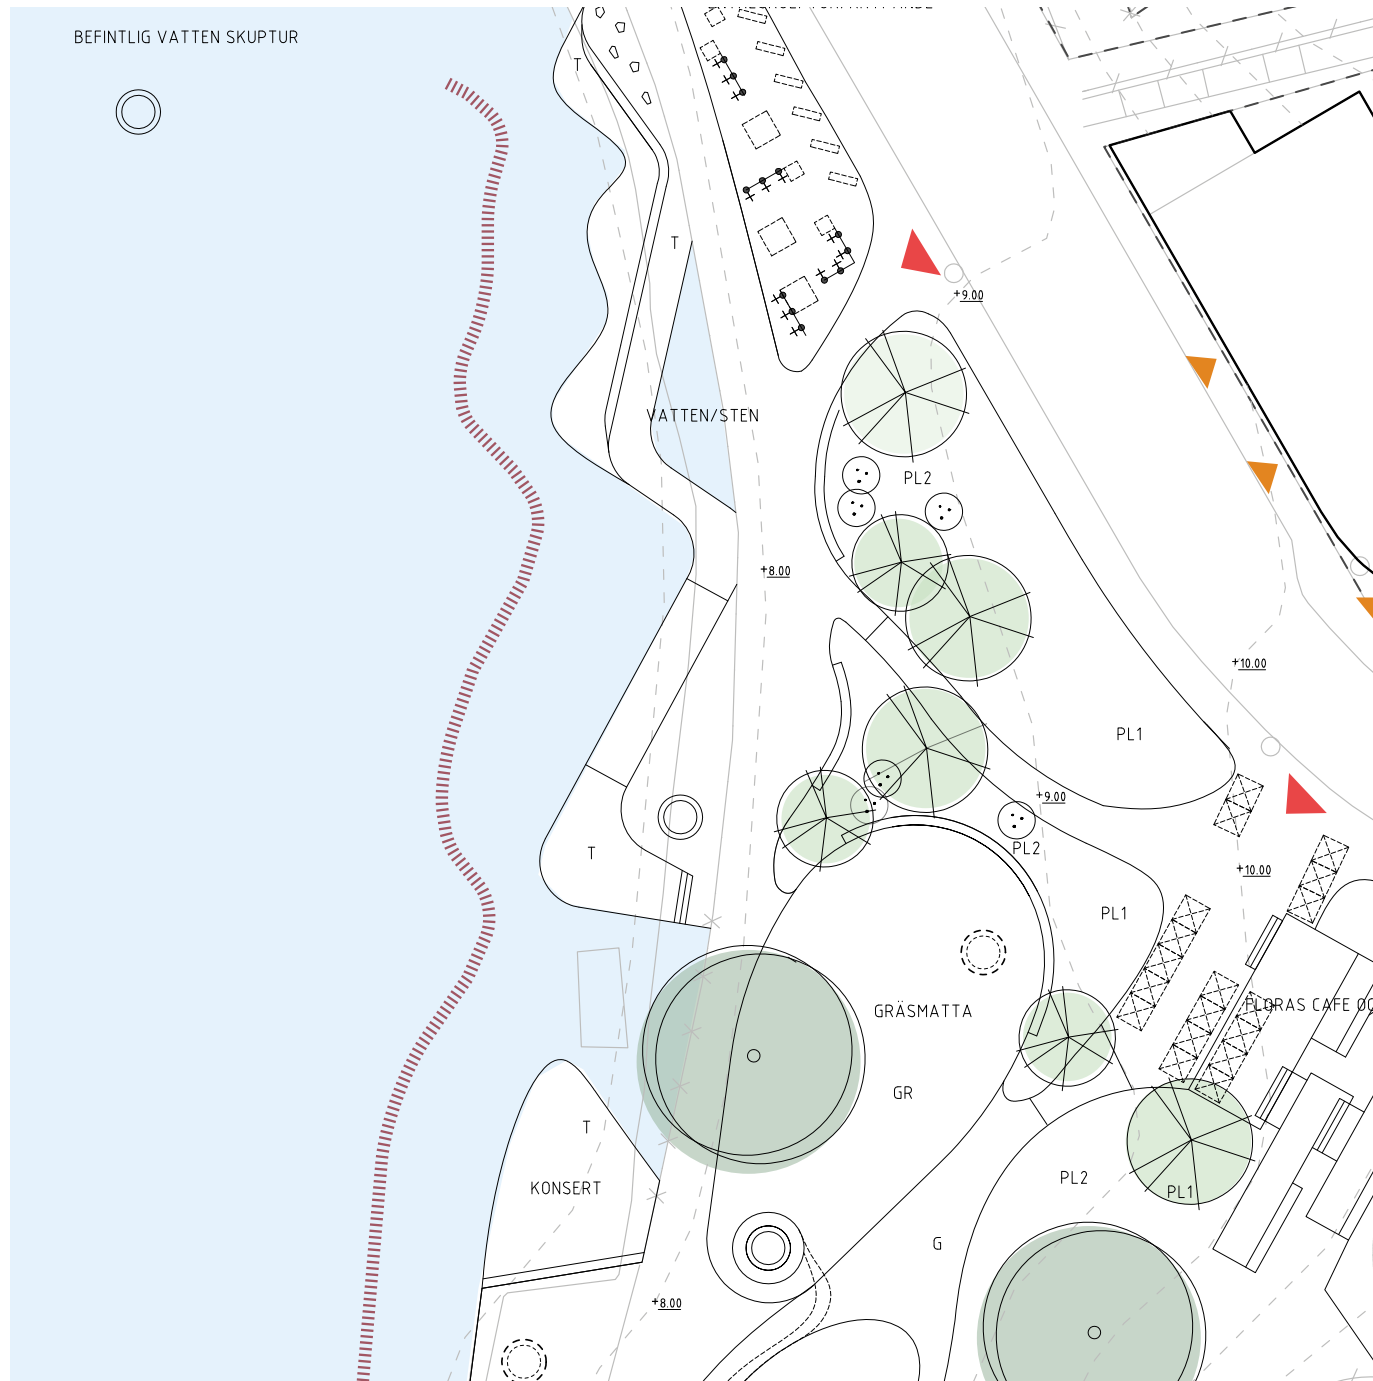 BEFINTLIG VATTEN SKUPTUR
T
T
+9.00
VATTEN/STEN
PL2
+8.00
+10.00
PL1
+9.00
PL2
T
+10.00
PL1
FLORAS CAFE OC
GRÄSMATTA
GR
T
PL2
KONSERT
PL1
G
+8.00